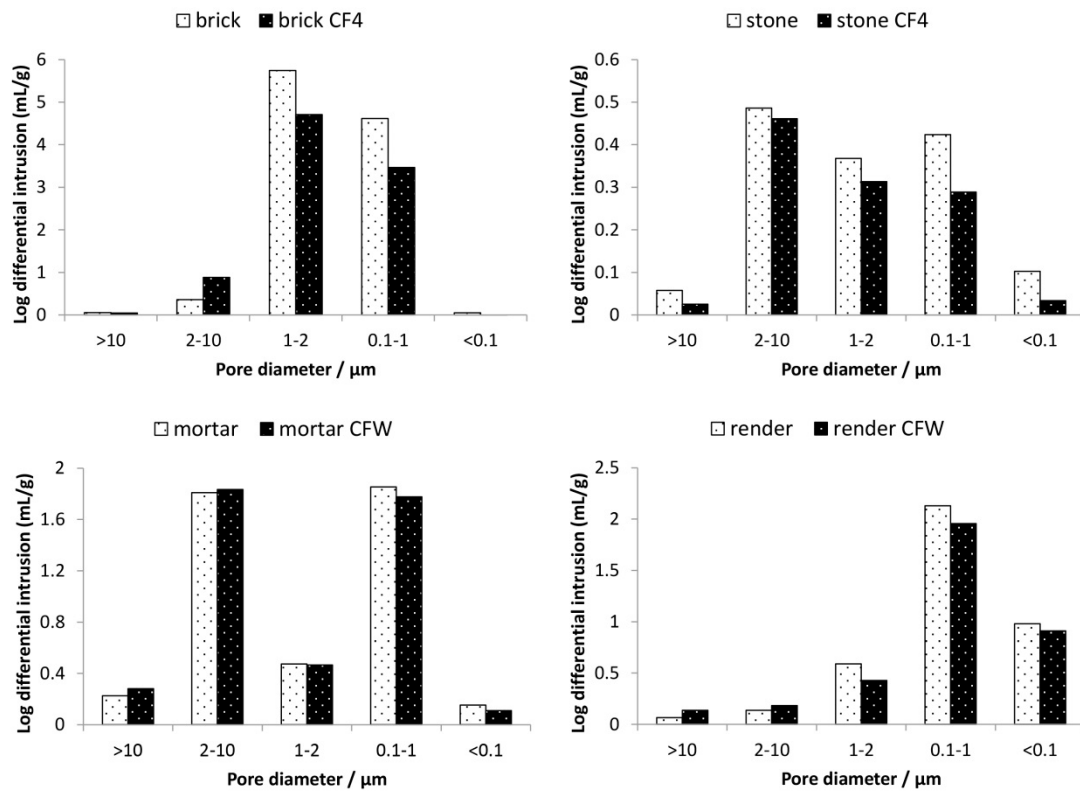 brick brick CF4
Log differential intrusion (mL/g)
6
5
4
3
2
1
0
>10 2-10 1-2 0.1-1 <0.1
Pore diameter / µm
stone stone CF4
Log differential intrusion (mL/g)
0.6
0.5
0.4
0.3
0.2
0.1
0
>10 2-10 1-2 0.1-1 <0.1
Pore diameter / µm
mortar mortar CFW
Log differential intrusion (mL/g)
2
1.6
1.2
0.8
0.4
0
>10 2-10 1-2 0.1-1 <0.1
Pore diameter / µm
render render CFW
Log differential intrusion (mL/g)
2.5
2
1.5
1
0.5
0
>10 2-10 1-2 0.1-1 <0.1
Pore diameter / µm